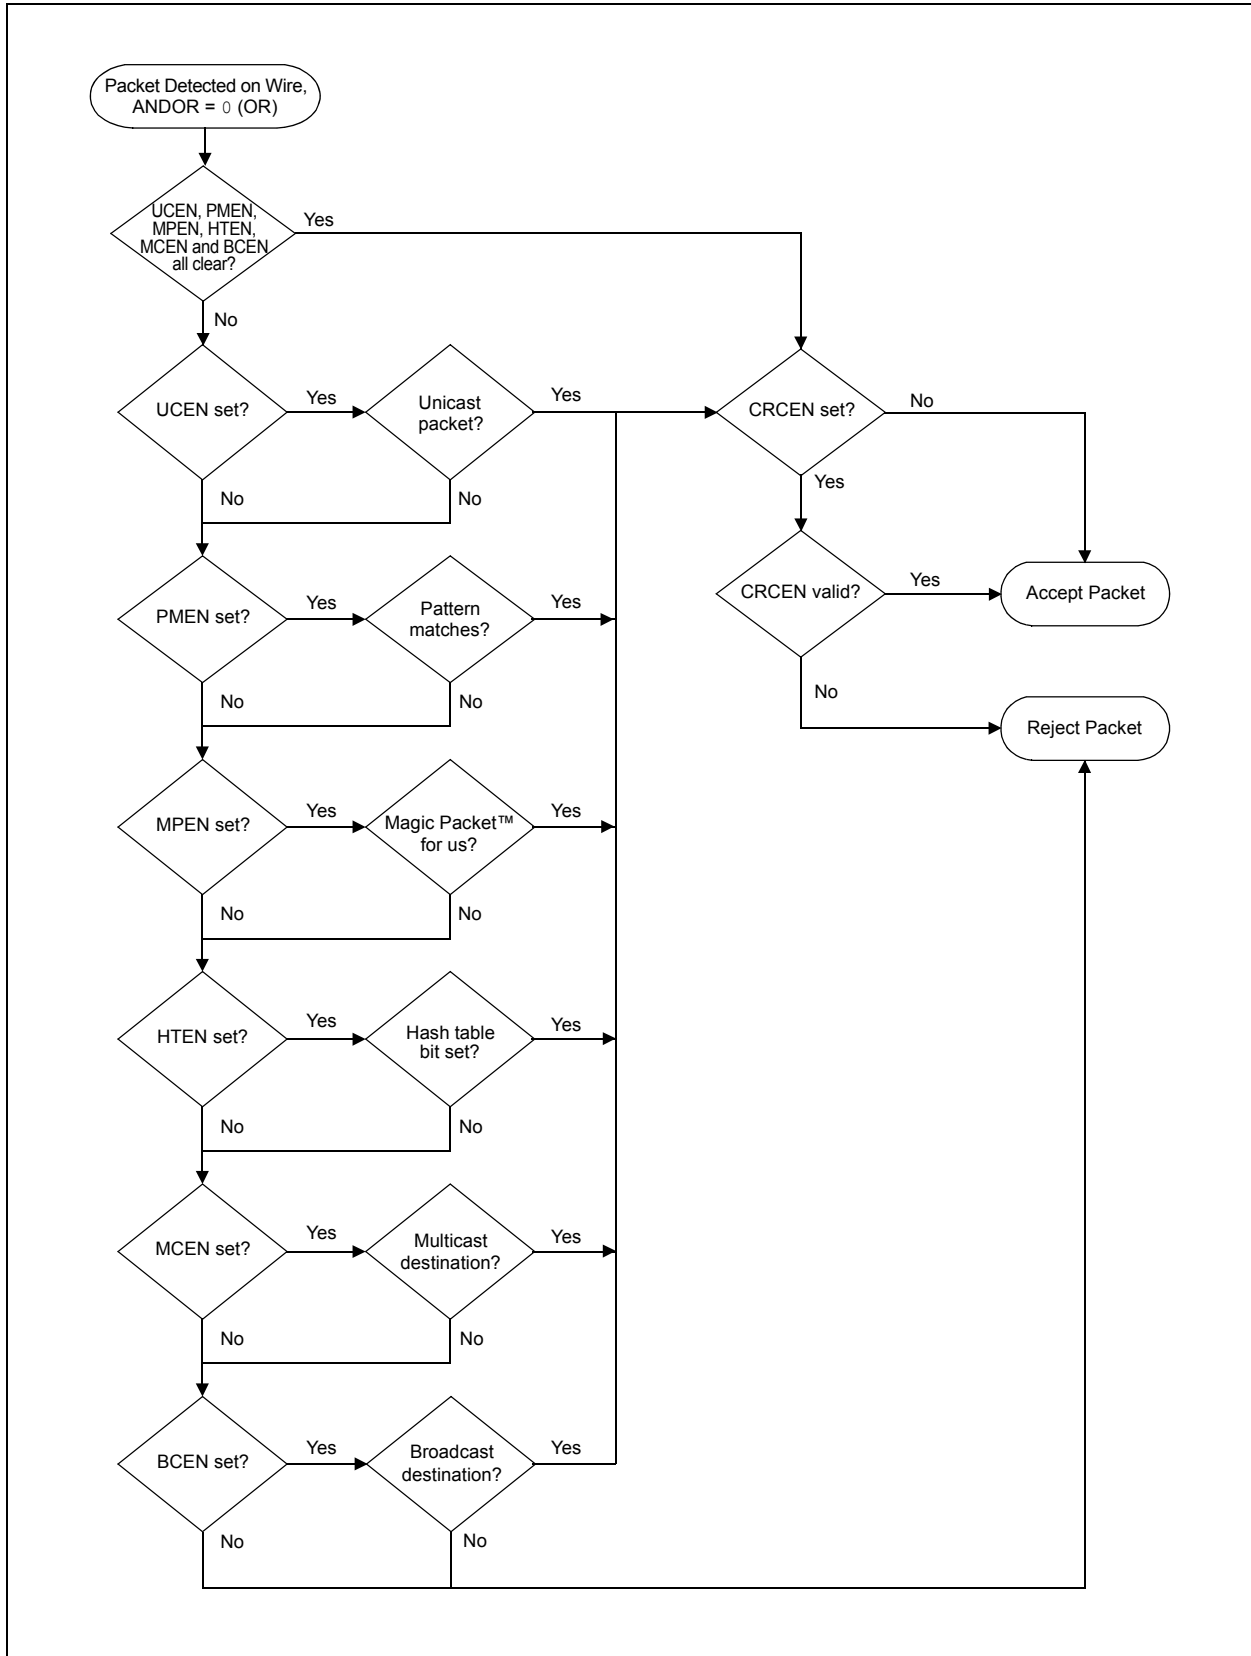 Packet Detected on Wire,
ANDOR = 0 (OR)
UCEN, PMEN,
MPEN, HTEN,
MCEN and BCEN
all clear?
Yes
No
UCEN set?
Yes
Unicast
packet?
Yes
CRCEN set?
No
No
No
Yes
PMEN set?
Yes
Pattern
matches?
Yes
CRCEN valid?
Yes
Accept Packet
No
No
No
Reject Packet
MPEN set?
Yes
Magic Packet™
for us?
Yes
No
No
HTEN set?
Yes
Hash table
bit set?
Yes
No
No
MCEN set?
Yes
Multicast
destination?
Yes
No
No
BCEN set?
Yes
Broadcast
destination?
Yes
No
No